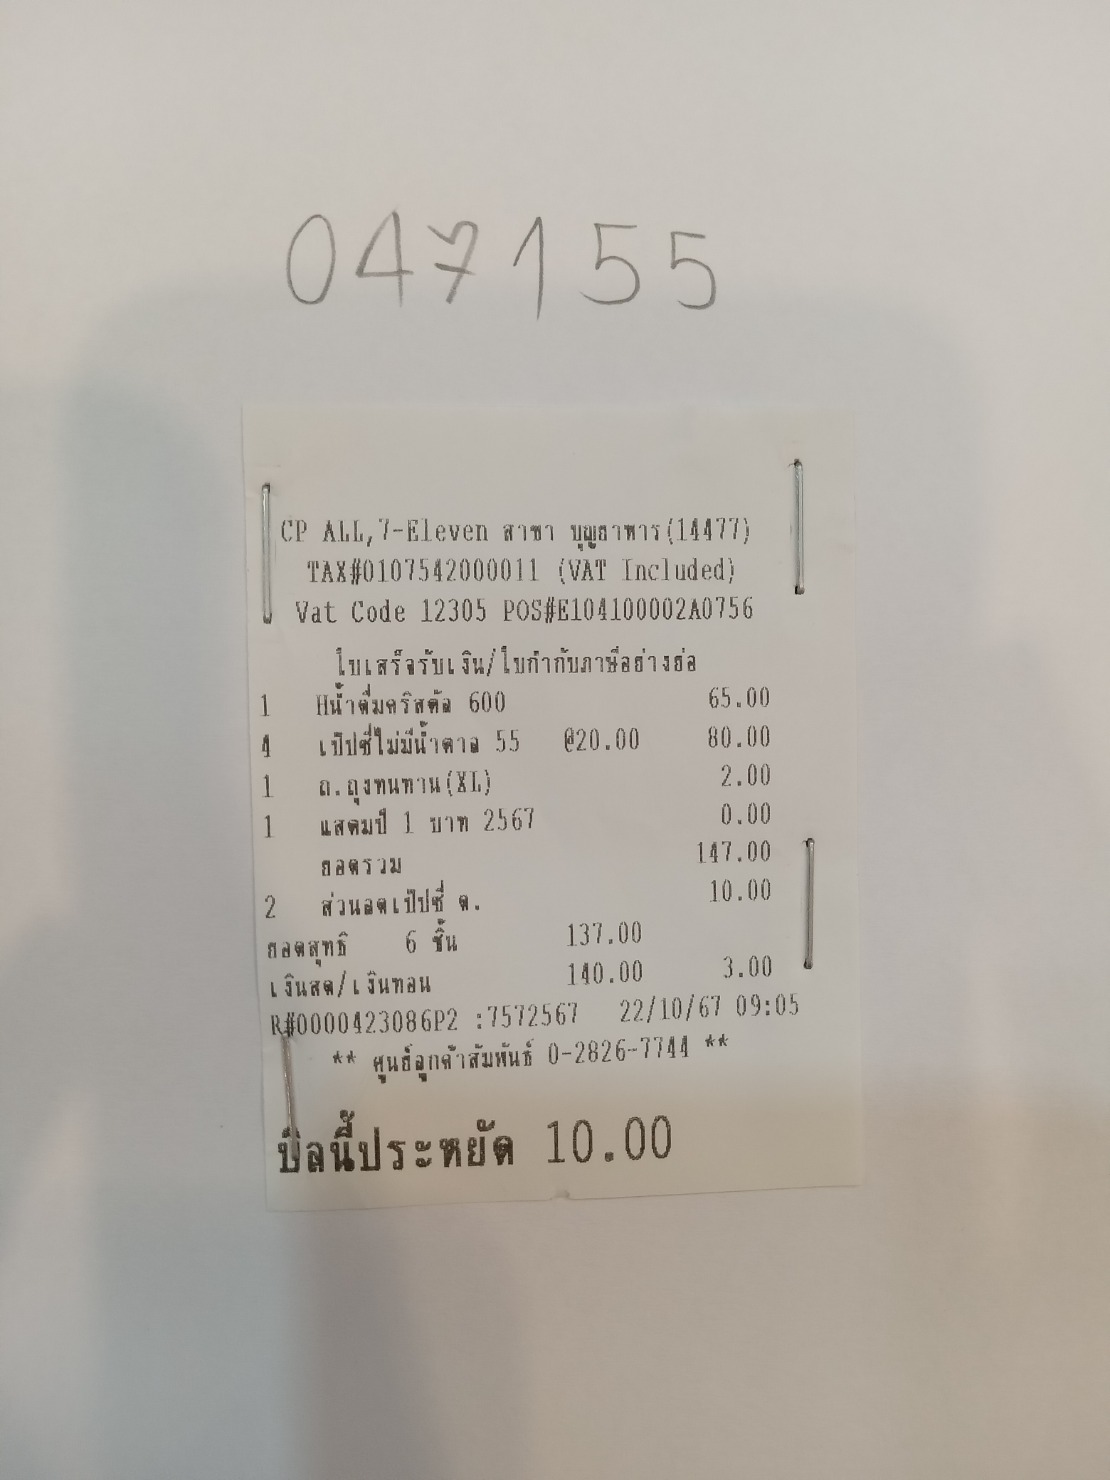 047155
CP ALL,7-Eleven สาขา บุญธาหาร(14477)
TAX#0107542000011 (VAT Included)
Vat Code 12305 POS#E104100002A0756
ใบเสร็จรับเงิน/ใบกำกับภาษีอย่างย่อ
1 Hน้ำดื่มคริสตัล 600 65.00
4 เป๊ปซี่ไม่มีน้ำตาล 55 @20.00 80.00
1 ถ.ถุงทนทาน(XL) 2.00
1 แสตมป์ 1 บาท 2567 0.00
ยอดรวม 147.00
2 ส่วนลดเป๊ปซี่ ต. 10.00
ยอดสุทธิ 6 ชิ้น 137.00
เงินสด/เงินทอน 140.00 3.00
R#0000423086P2 :7572567 22/10/67 09:05
** ศูนย์ลูกค้าสัมพันธ์ 0-2826-7744 **
บิลนี้ประหยัด 10.00